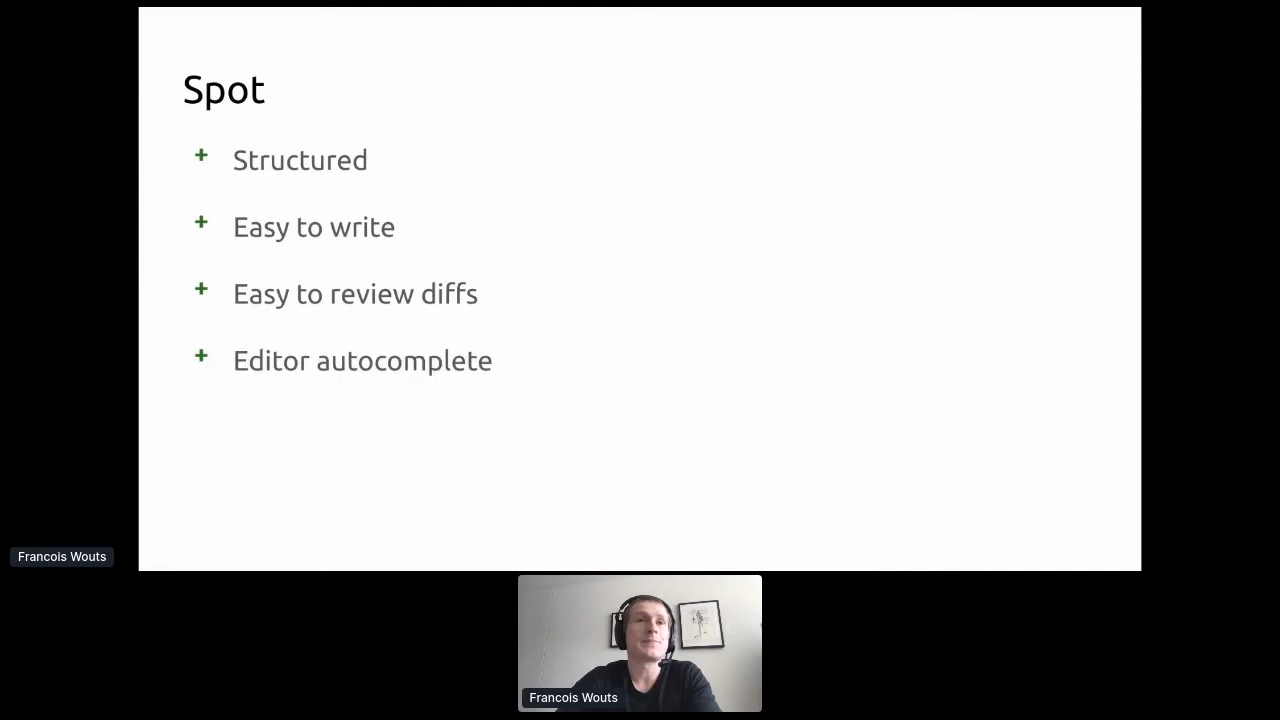 Spot
+ Structured
+ Easy to write
+ Easy to review diffs
+ Editor autocomplete
Francois Wouts
Francois Wouts